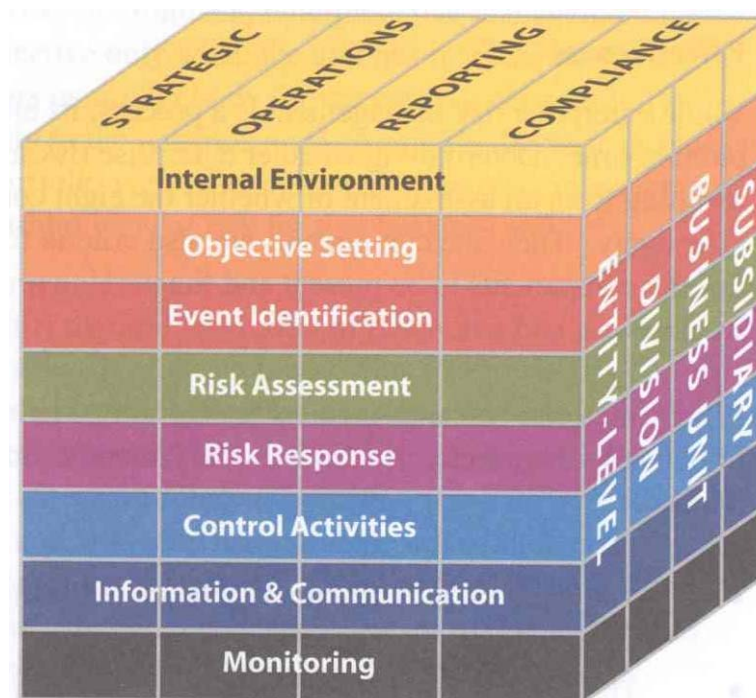 STRATEGIC
OPERATIONS
REPORTING
COMPLIANCE
Internal Environment
Objective Setting
Event Identification
Risk Assessment
Risk Response
Control Activities
Information & Communication
Monitoring
ENTITY-LEVEL
DIVISION
BUSINESS UNIT
SUBSIDIARY